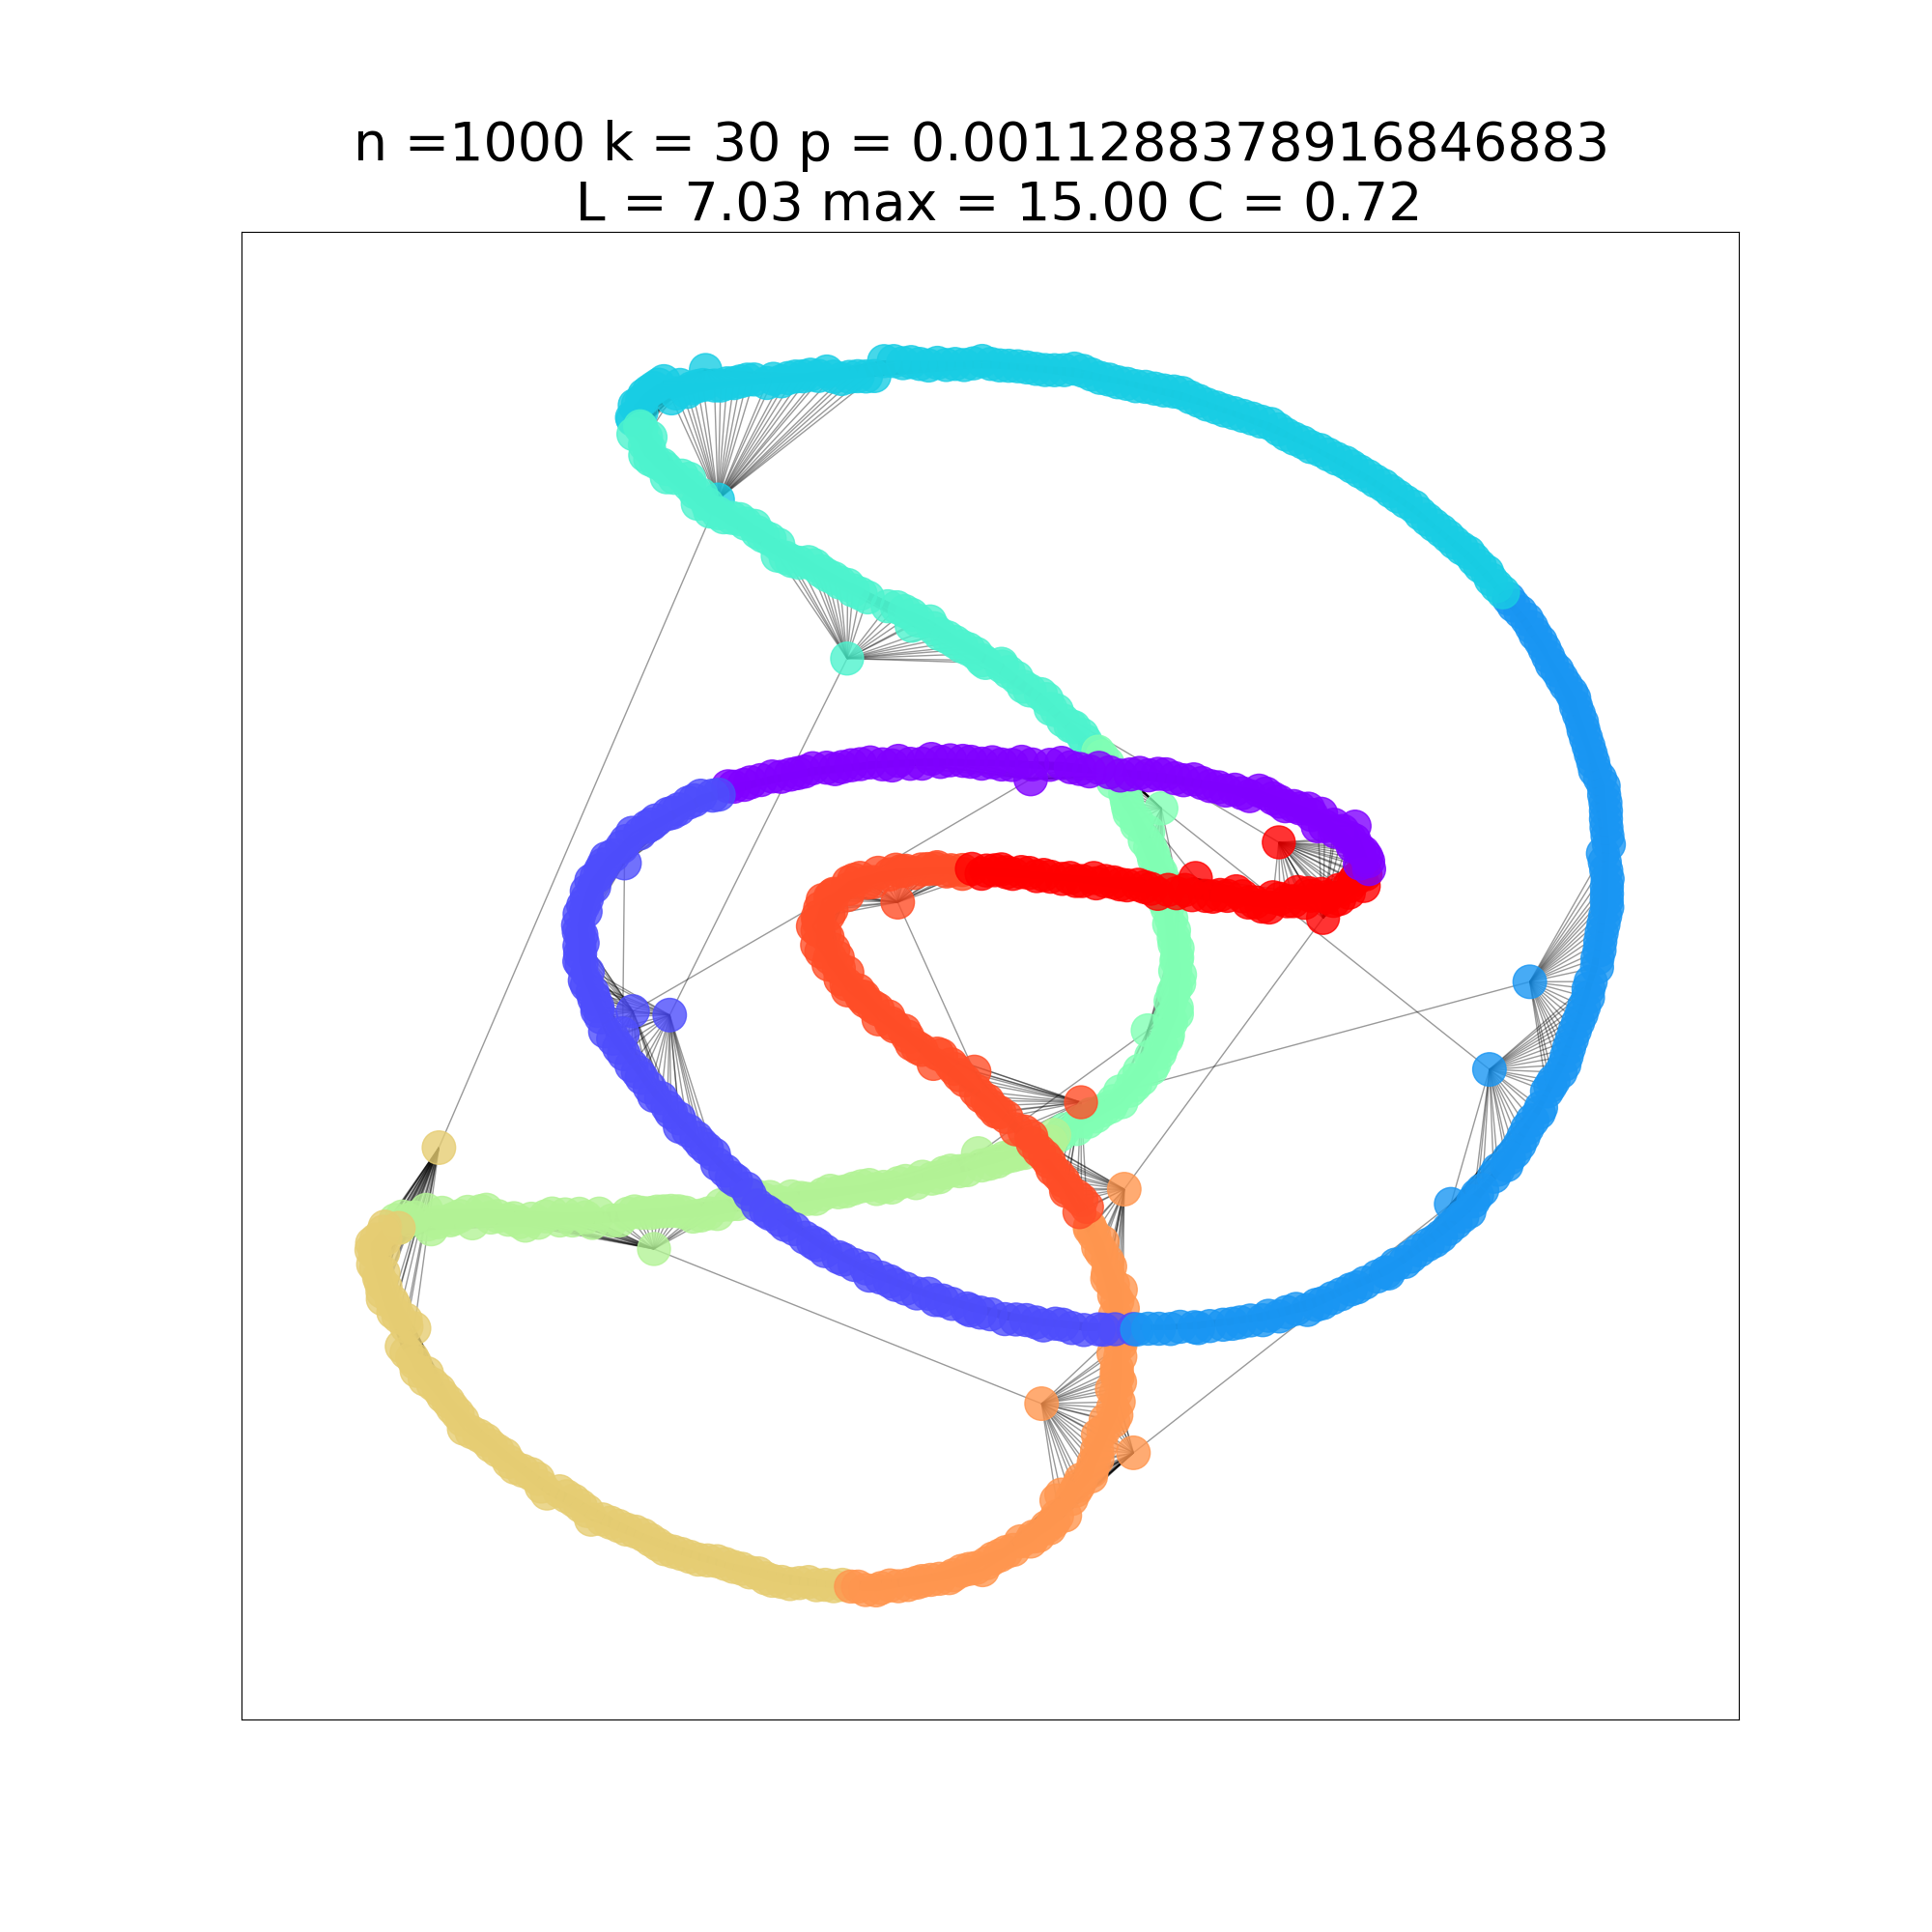 n =1000 k = 30 p = 0.0011288378916846883
L = 7.03 max = 15.00 C = 0.72